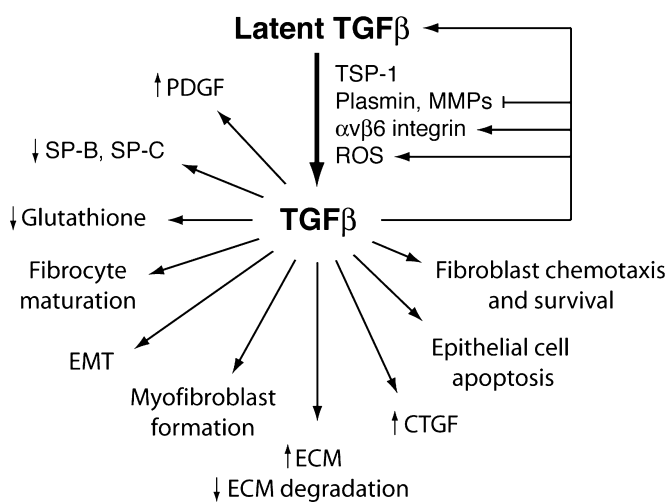 Latent TGFβ
TSP-1
Plasmin, MMPs
αvβ6 integrin
ROS
↑PDGF
↓SP-B, SP-C
↓Glutathione
TGFβ
Fibrocyte
maturation
Fibroblast chemotaxis
and survival
EMT
Epithelial cell
apoptosis
Myofibroblast
formation
↑CTGF
↑ECM
↓ECM degradation